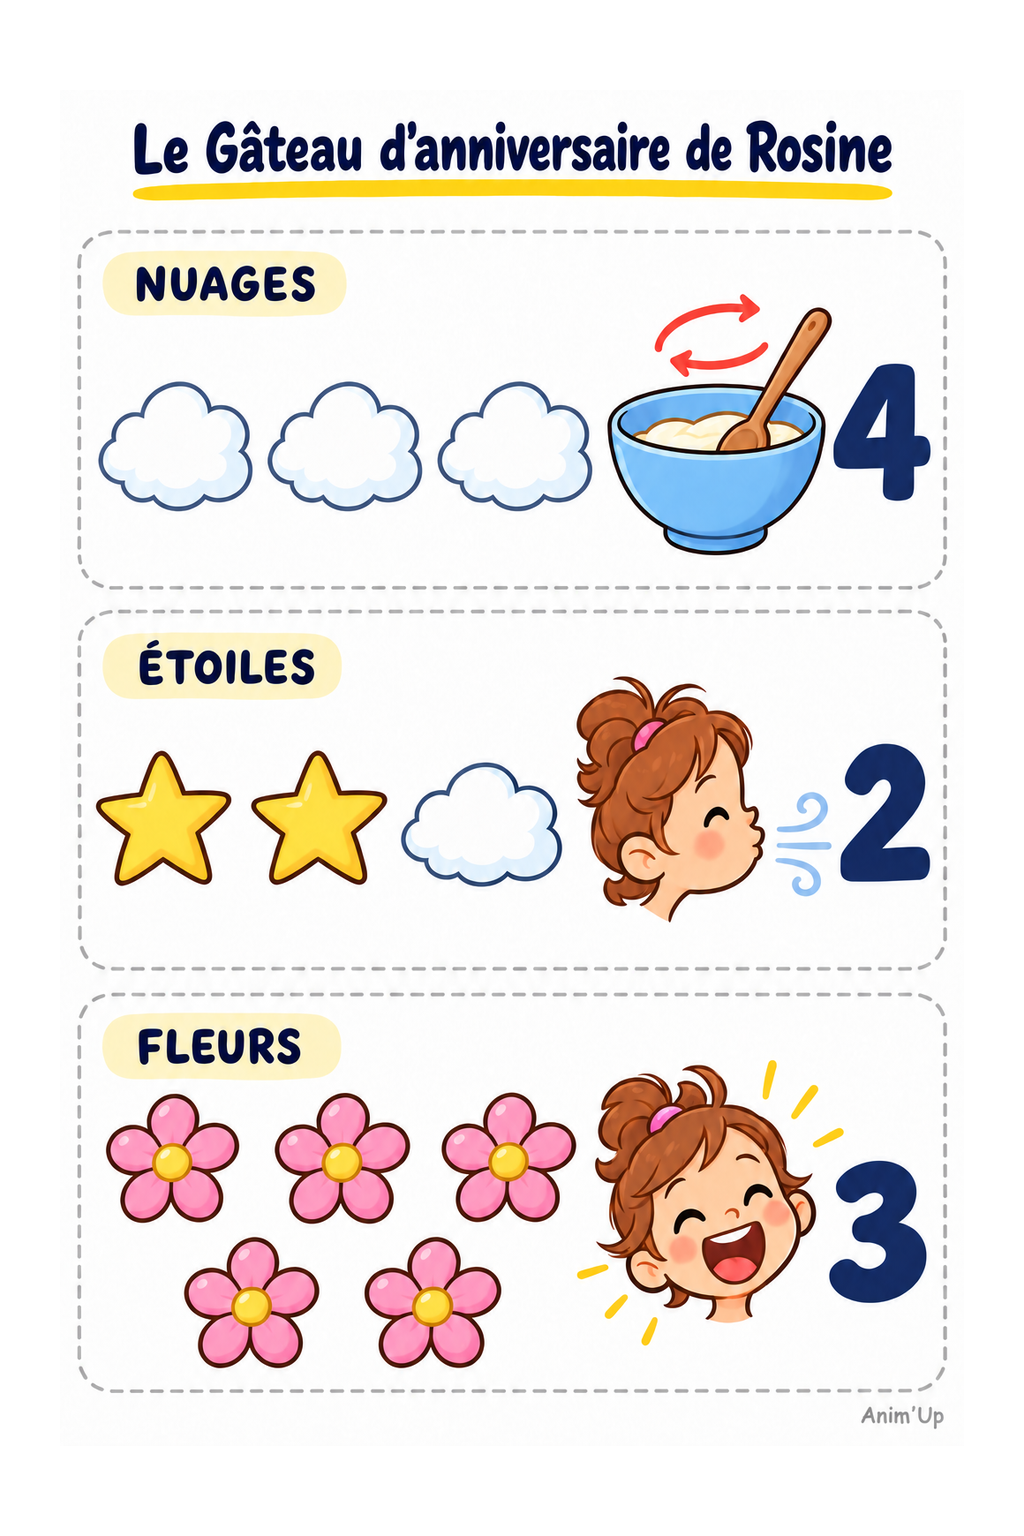 Le Gâteau d'anniversaire de Rosine
NUAGES
4
ÉTOILES
2
FLEURS
3
Anim'Up